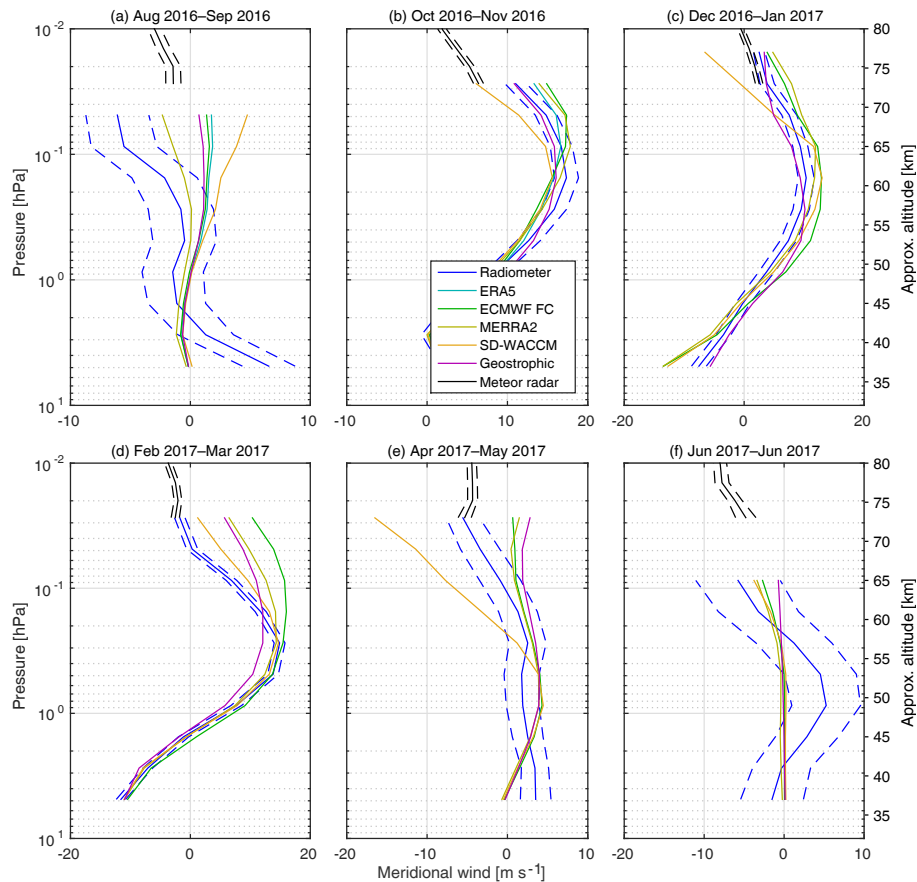 (a) Aug 2016–Sep 2016
(b) Oct 2016–Nov 2016
(c) Dec 2016–Jan 2017
10⁻²
10⁻¹
10⁰
10¹
Pressure [hPa]
-10 0 10
0 10 20
-20 0 20
80
75
70
65
60
55
50
45
40
35
Approx. altitude [km]
Radiometer
ERA5
ECMWF FC
MERRA2
SD-WACCM
Geostrophic
Meteor radar
(d) Feb 2017–Mar 2017
(e) Apr 2017–May 2017
(f) Jun 2017–Jun 2017
10⁻²
10⁻¹
10⁰
10¹
Pressure [hPa]
-20 0 20
-20 -10 0 10
-10 0 10
80
75
70
65
60
55
50
45
40
35
Approx. altitude [km]
Meridional wind [m s⁻¹]